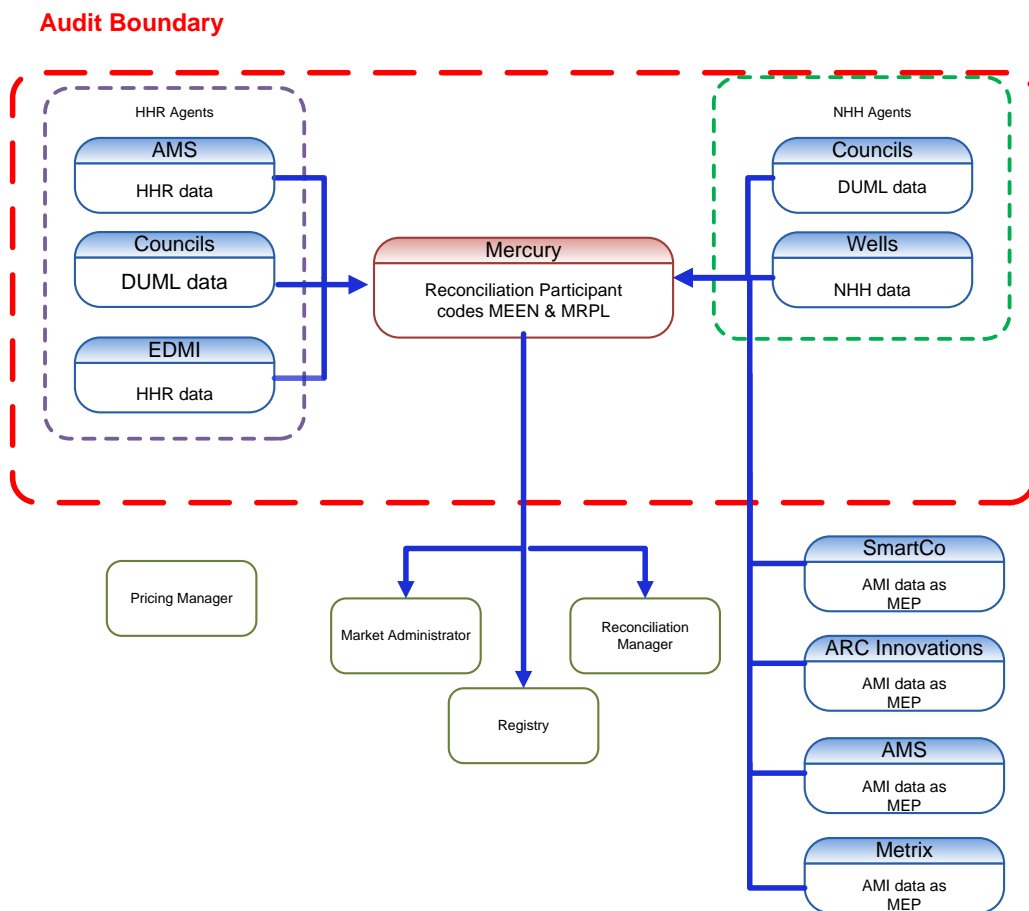 Audit Boundary
HHR Agents
AMS
HHR data
Councils
DUML data
EDMI
HHR data
Mercury
Reconciliation Participant
codes MEEN & MRPL
NHH Agents
Councils
DUML data
Wells
NHH data
Pricing Manager
Market Administrator
Reconciliation
Manager
Registry
SmartCo
AMI data as
MEP
ARC Innovations
AMI data as
MEP
AMS
AMI data as
MEP
Metrix
AMI data as
MEP